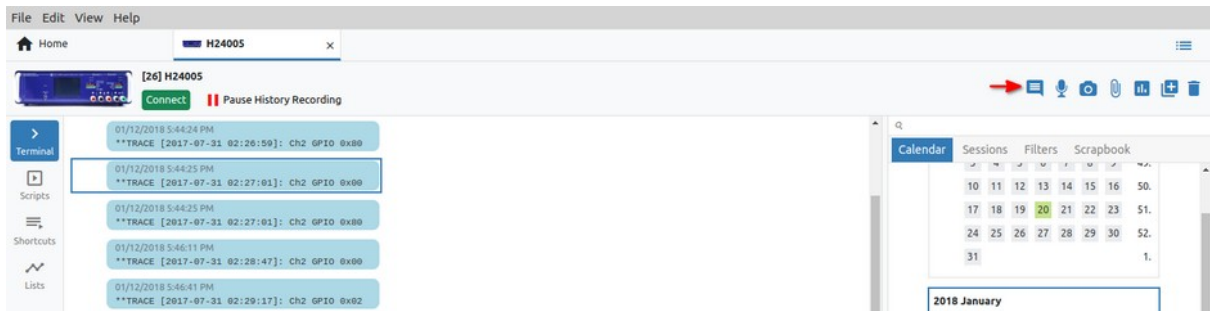 File Edit View Help
Home H24005 x
[26] H24005
Connect Pause History Recording
Terminal
Scripts
Shortcuts
Lists
01/12/2018 5:44:24 PM
**TRACE [2017-07-31 02:26:59]: Ch2 GPIO 0x80
01/12/2018 5:44:25 PM
**TRACE [2017-07-31 02:27:01]: Ch2 GPIO 0x00
01/12/2018 5:44:25 PM
**TRACE [2017-07-31 02:27:01]: Ch2 GPIO 0x80
01/12/2018 5:46:11 PM
**TRACE [2017-07-31 02:28:47]: Ch2 GPIO 0x00
01/12/2018 5:46:41 PM
**TRACE [2017-07-31 02:29:17]: Ch2 GPIO 0x02
Calendar Sessions Filters Scrapbook
10 11 12 13 14 15 16 50.
17 18 19 20 21 22 23 51.
24 25 26 27 28 29 30 52.
31 1.
2018 January